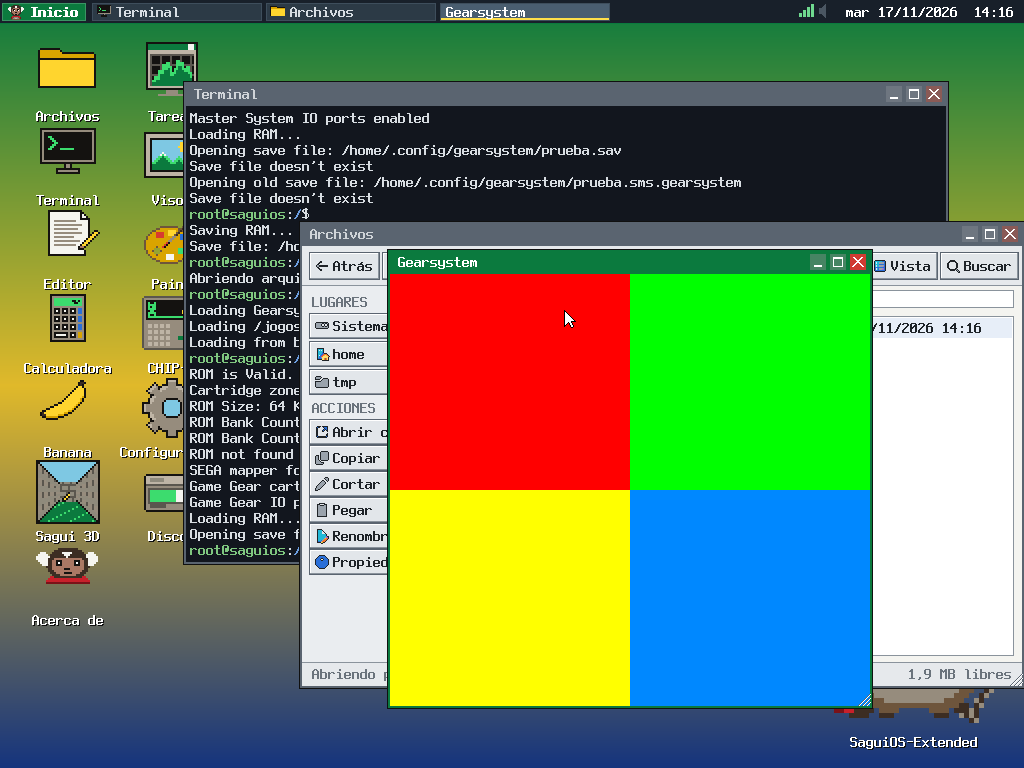 Inicio
Terminal
Archivos
Gearsystem
mar 17/11/2026 14:16
Archivos
Terminal
Editor
Calculadora
Banana
Sagui 3D
Acerca de
Tarea
Viso
Pain
CHIP-
Configur
Disco
Terminal
Master System IO ports enabled
Loading RAM...
Opening save file: /home/.config/gearsystem/prueba.sav
Save file doesn't exist
Opening old save file: /home/.config/gearsystem/prueba.sms.gearsystem
Save file doesn't exist
root@saguios:/$
Saving RAM...
Save file: /ho
root@saguios:/
Abriendo arqui
root@saguios:/
Loading Gearsy
Loading /jogos
Loading from b
root@saguios:/
ROM is Valid.
Cartridge zone
ROM Size: 64 K
ROM Bank Count
ROM Bank Count
ROM not found
SEGA mapper fo
Game Gear cart
Game Gear IO p
Loading RAM...
Opening save f
root@saguios:/
Archivos
Atrás
Vista
Buscar
LUGARES
Sistema
home
tmp
ACCIONES
Abrir c
Copiar
Cortar
Pegar
Renombr
Propied
/11/2026 14:16
Abriendo
1,9 MB libres
Gearsystem
SaguiOS-Extended